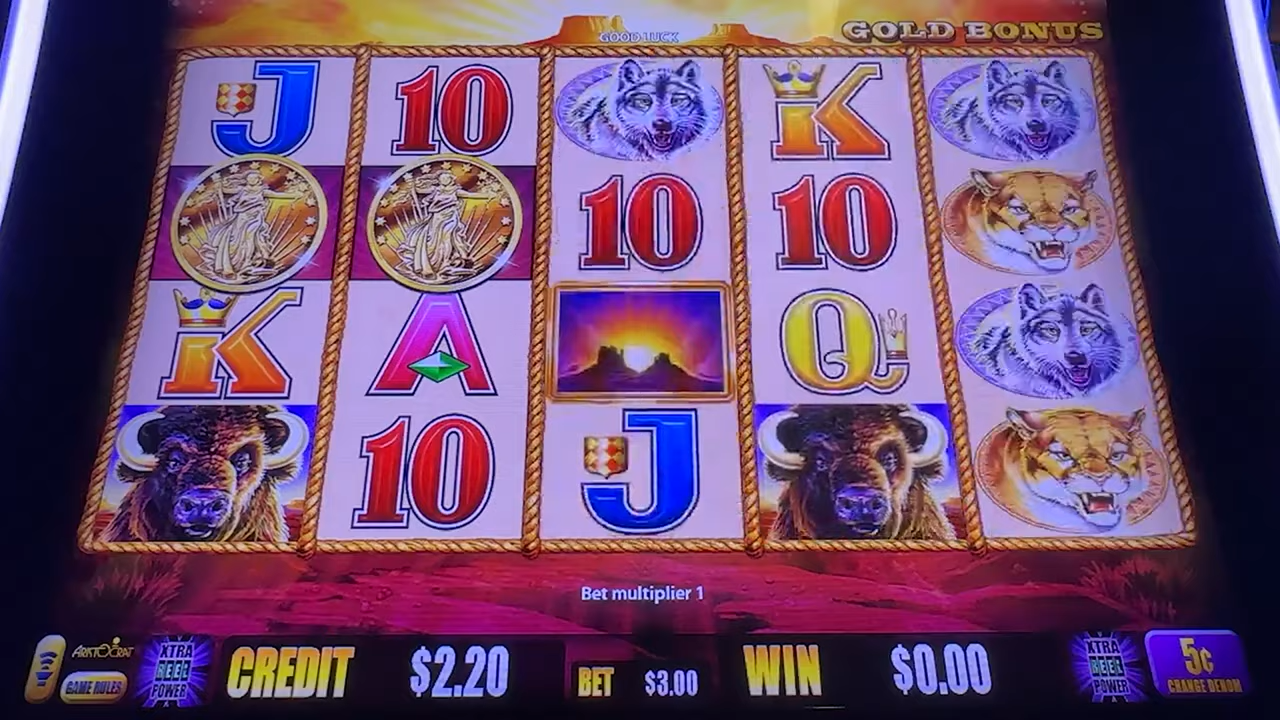 GOOD LUCK
GOLD BONUS
J 10 K
10 10
K A Q
10 J
Bet multiplier 1
ARISTOCRAT
GAME RULES
XTRA REEL POWER
CREDIT $2.20
BET $3.00
WIN $0.00
XTRA REEL POWER
5¢
CHANGE DENOM